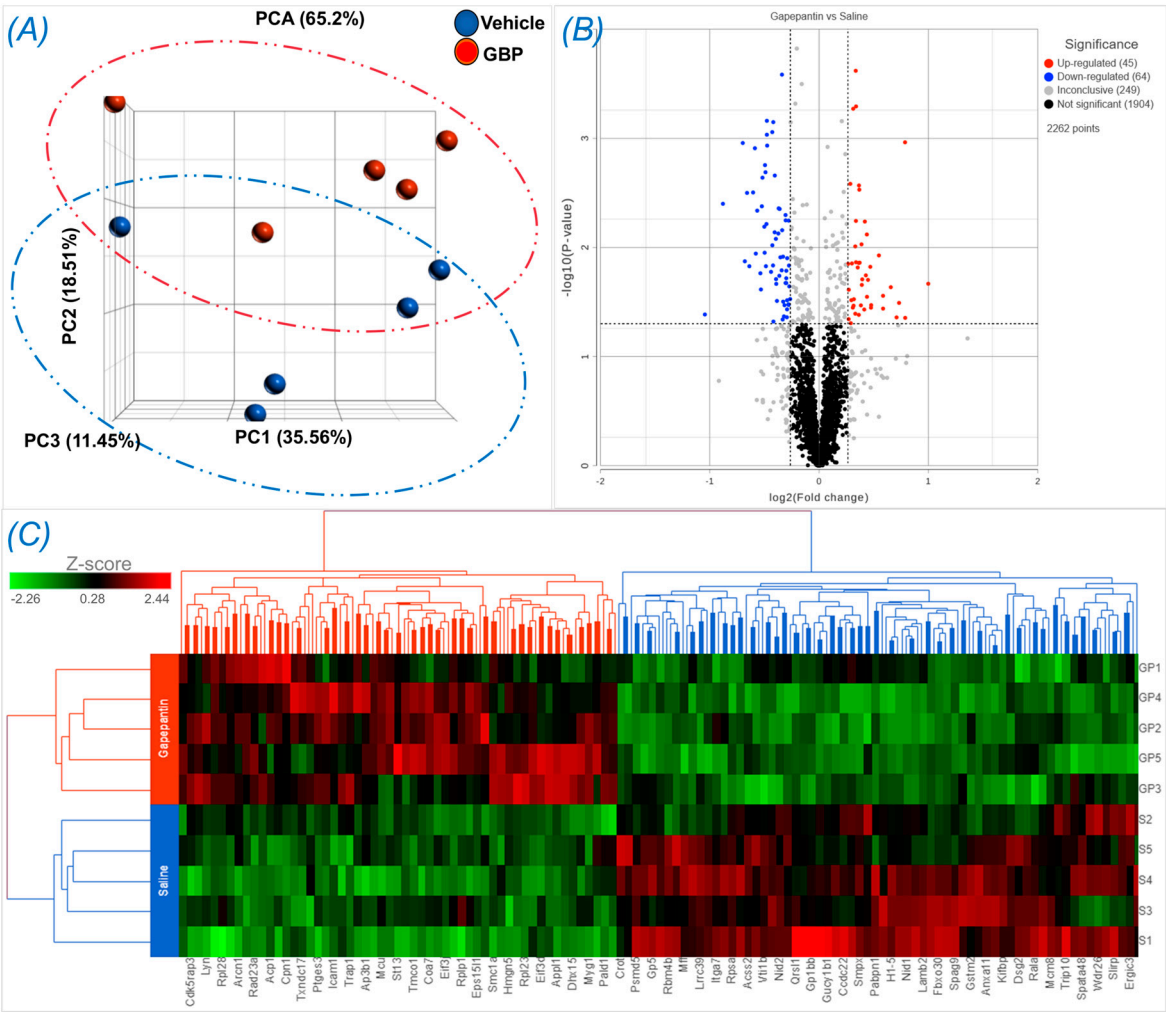 (A)
PCA (65.2%)
Vehicle
GBP
PC2 (18.51%)
PC3 (11.45%)
PC1 (35.56%)
(B)
Gapepantin vs Saline
Significance
Up-regulated (45)
Down-regulated (64)
Inconclusive (249)
Not significant (1904)
2262 points
-log10(P-value)
3
2
1
0
-2
-1
0
1
2
log2(Fold change)
(C)
Z-score
-2.26
0.28
2.44
Gapepantin
Saline
GP1
GP4
GP2
GP5
GP3
S2
S5
S4
S3
S1
Cdk5rap3
Lyn
Rpl28
Arcn1
Rad23a
Acp1
Cpn1
Txndc17
Ptges3
Icam1
Trap1
Ap3b1
Mcu
St13
Tmco1
Coa7
Eif3i
Rplp1
Eps15l1
Smc1a
Hmgn5
Rpl23
Eif3d
Appl1
Dhx15
Myg1
Pald1
Crot
Psmd5
Gp5
Rbm4b
Mff
Lrrc39
Itga7
Rpsa
Acss2
Vti1b
Nid2
Qrsl1
Gp1bb
Gucy1b1
Ccdc22
Smpx
Pabpn1
H1-5
Nid1
Lamb2
Fbxo30
Spag9
Gstm2
Anxa11
Kifbp
Dsg2
Rala
Mcm8
Trip10
Spata48
Wdr26
Slirp
Ergic3